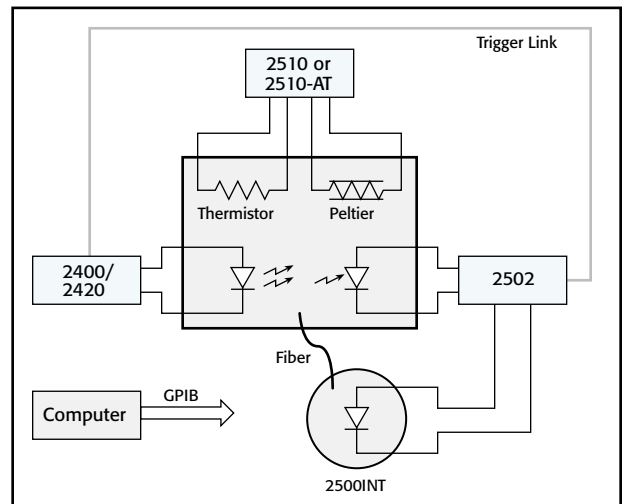 Trigger Link
2510 or
2510-AT
Thermistor
Peltier
2400/
2420
2502
Fiber
GPIB
Computer
2500INT